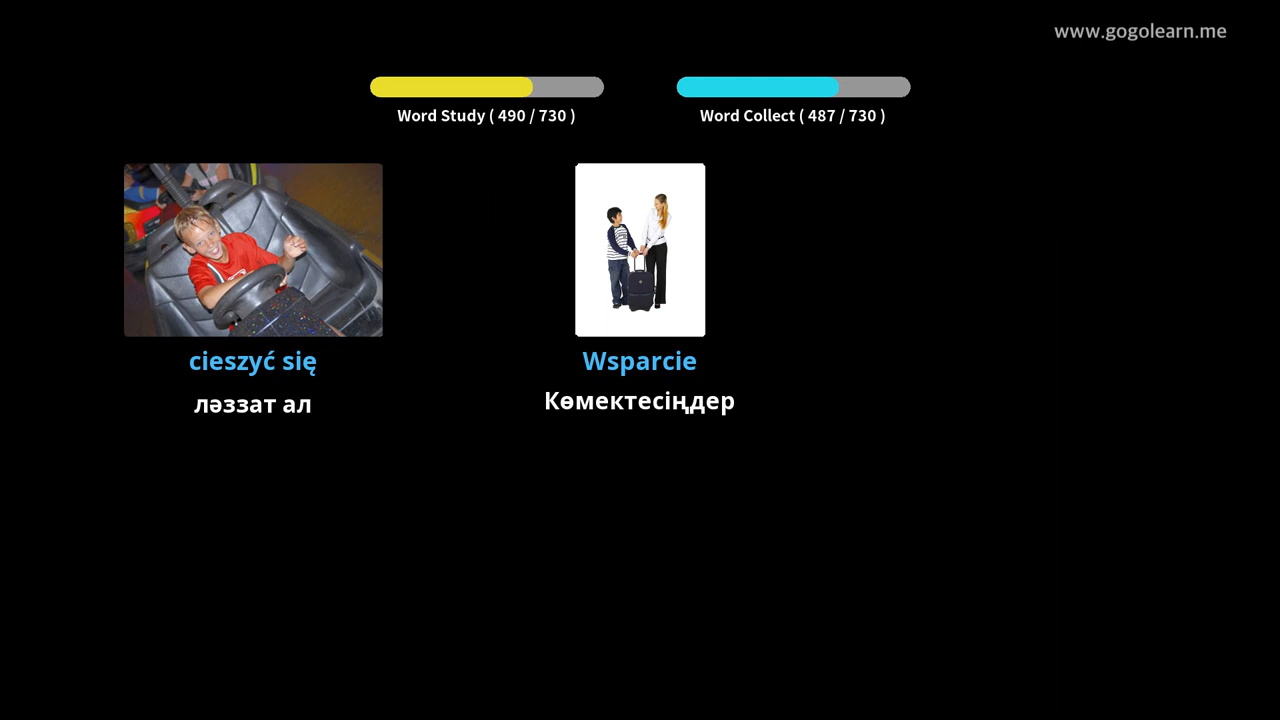 www.gogolearn.me
Word Study ( 490 / 730 )
Word Collect ( 487 / 730 )
cieszyć się
ләззат ал
Wsparcie
Көмектесіңдер